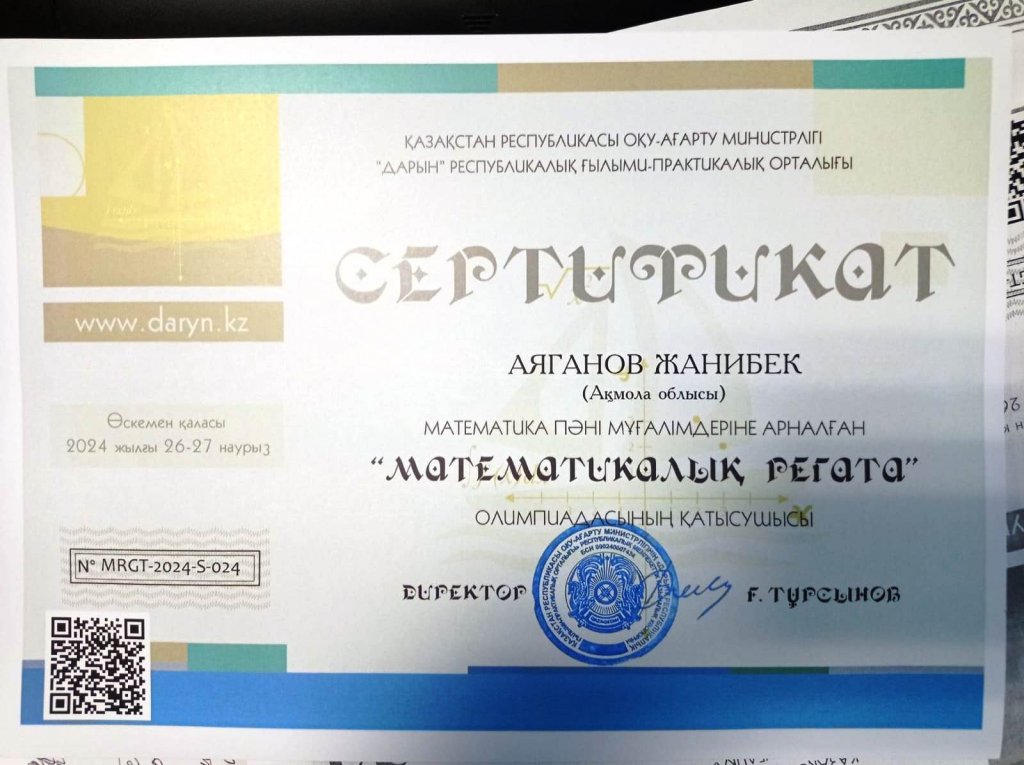 ҚАЗАҚСТАН РЕСПУБЛИКАСЫ ОҚУ-АҒАРТУ МИНИСТРЛІГІ
"ДАРЫН" РЕСПУБЛИКАЛЫҚ ҒЫЛЫМИ-ПРАКТИКАЛЫҚ ОРТАЛЫҒЫ
СЕРТИФИКАТ
www.daryn.kz
АЯГАНОВ ЖАНИБЕК
(Ақмола облысы)
Өскемен қаласы
2024 жылғы 26-27 наурыз
МАТЕМАТИКА ПӘНІ МҰҒАЛІМДЕРІНЕ АРНАЛҒАН
“МАТЕМАТИКАЛЫҚ РЕГАТА”
ОЛИМПИАДАСЫНЫҢ ҚАТЫСУШЫСЫ
N° MRGT-2024-S-024
ДИРЕКТОР
Ғ. ТҰРСЫНОВ